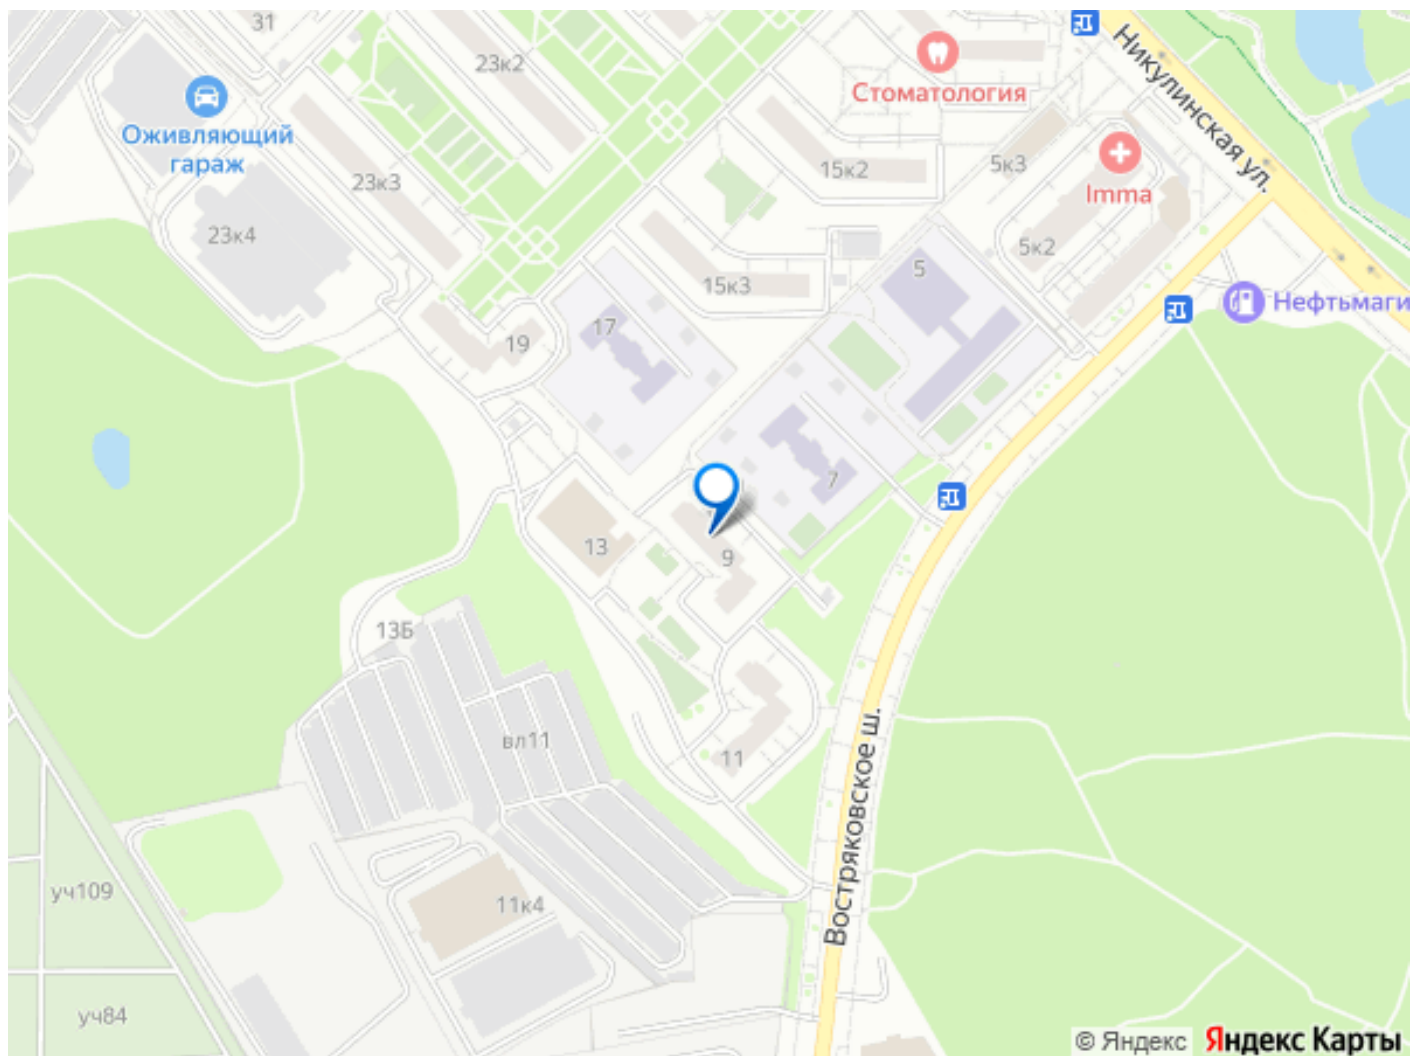 31
23к2
Оживляющий
гараж
23к3
23к4
Стоматология
15к2
5к3
Imma
Никулинская ул.
5к2
5
15к3
17
19
Нефтьмаги
7
13
9
13Б
вл11
11
Востряковское ш.
уч109
11к4
уч84
© Яндекс Яндекс Карты